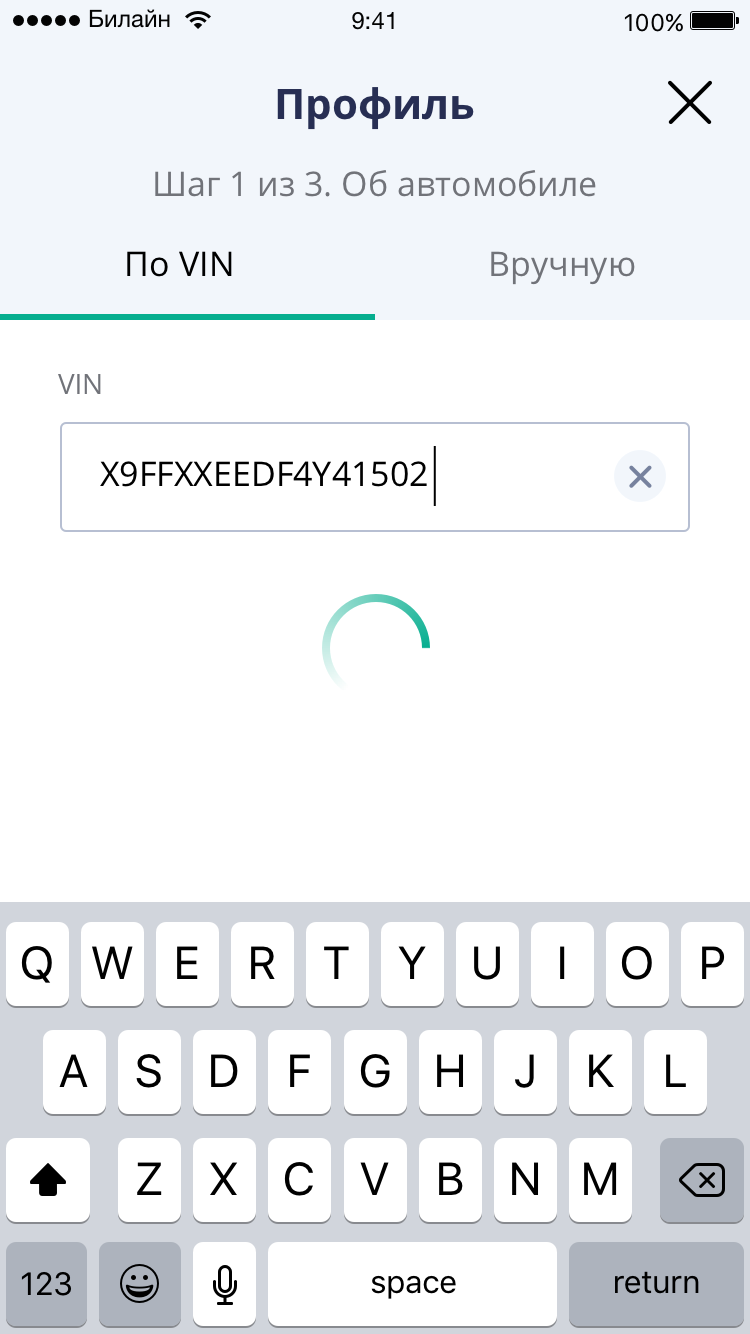 Билайн 9:41 100%
Профиль
Шаг 1 из 3. Об автомобиле
По VIN Вручную
VIN
X9FFXXEEDF4Y41502
Q W E R T Y U I O P
A S D F G H J K L
Z X C V B N M
123 space return